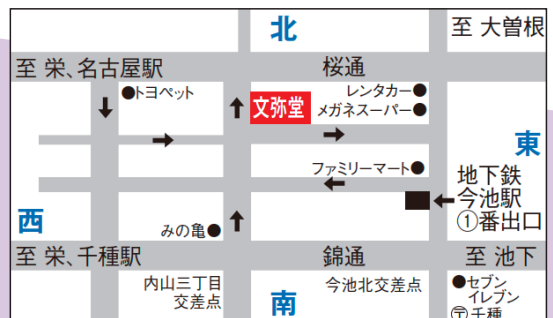 北
至 大曽根
至 栄、名古屋駅
桜通
●トヨペット
レンタカー●
メガネスーパー●
文弥堂
東
ファミリーマート●
地下鉄
今池駅
①番出口
西
みの亀●
至 栄、千種駅
錦通
至 池下
内山三丁目
交差点
南
今池北交差点
●セブン
イレブン
〒千種